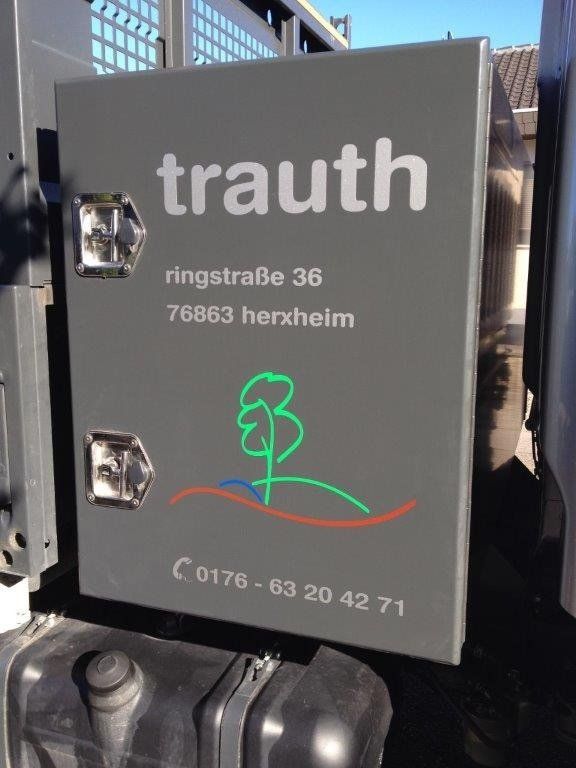 trauth
ringstraße 36
76863 herxheim
0176 - 63 20 42 71